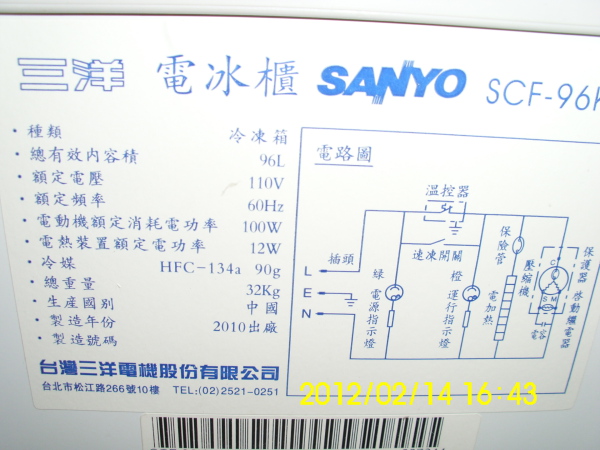 三洋 電冰櫃 SANYO SCF-96
・種類 冷凍箱
・總有效內容積 96L
・額定電壓 110V
・額定頻率 60Hz
・電動機額定消耗電功率 100W
・電熱裝置額定電功率 12W
・冷媒 HFC-134a 90g
・總重量 32Kg
・生產國別 中國
・製造年份 2010出廠
・製造號碼
台灣三洋電機股份有限公司
台北市松江路266號10樓 TEL:(02)2521-0251
電路圖
溫控器
速凍開關
插頭
L
E
N
綠
電源指示燈
橙
運行指示燈
電加熱
保險管
壓縮機
C
S M
電容
保護器
啓動繼電器
2012/02/14 16:43